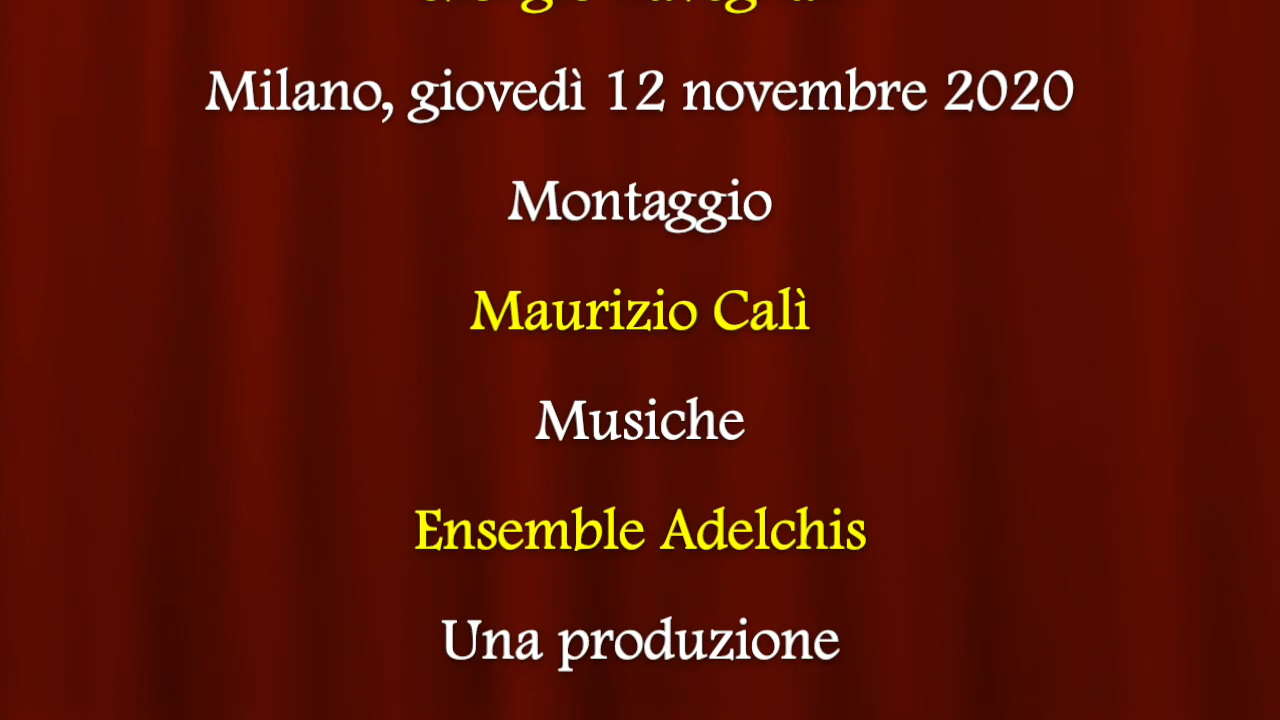 Milano, giovedì 12 novembre 2020
Montaggio
Maurizio Calì
Musiche
Ensemble Adelchis
Una produzione